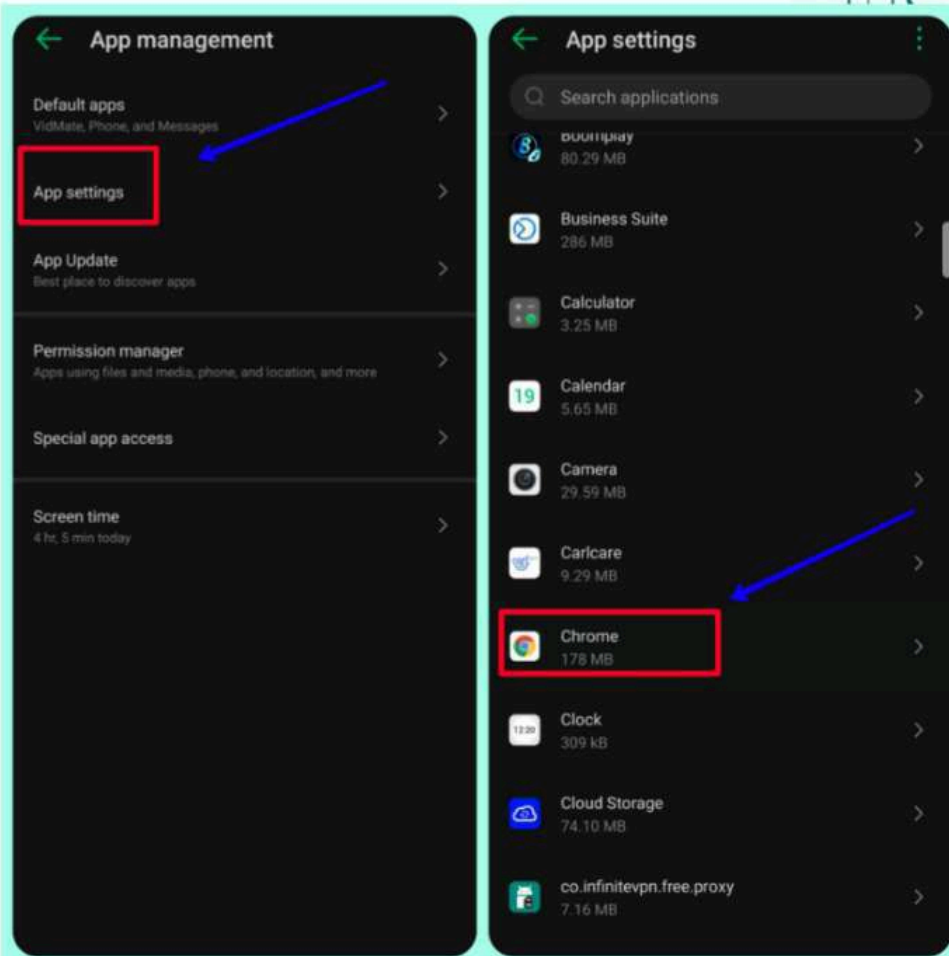 App management
Default apps
VidMate, Phone, and Messages
App settings
App Update
Best place to discover apps
Permission manager
Apps using files and media, phone, and location, and more
Special app access
Screen time
4 hr, 5 min today
App settings
Search applications
Boomplay
80.29 MB
Business Suite
286 MB
Calculator
3.25 MB
19
Calendar
5.65 MB
Camera
29.59 MB
Carlcare
9.29 MB
Chrome
178 MB
12:20
Clock
309 kB
Cloud Storage
74.10 MB
co.infinitevpn.free.proxy
7.16 MB